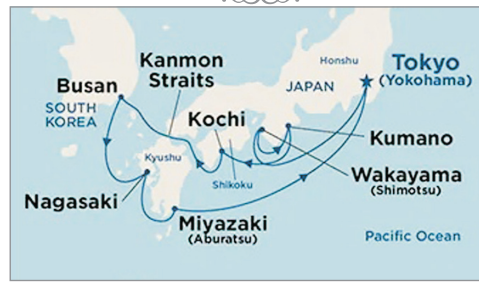 Kanmon
Straits
Honshu
Tokyo
(Yokohama)
Busan
JAPAN
SOUTH
KOREA
Kochi
Kumano
Kyushu
Wakayama
(Shimotsu)
Shikoku
Nagasaki
Miyazaki
(Aburatsu)
Pacific Ocean